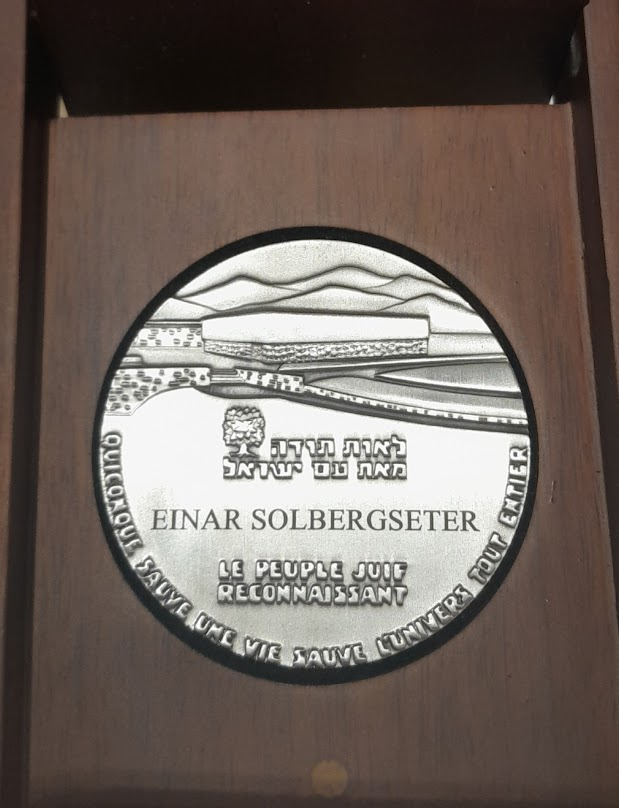 לאות תודה
מאת עם ישראל
EINAR SOLBERGSETER
LE PEUPLE JUIF
RECONNAISSANT
QUICONQUE SAUVE UNE VIE SAUVE L'UNIVERS TOUT ENTIER